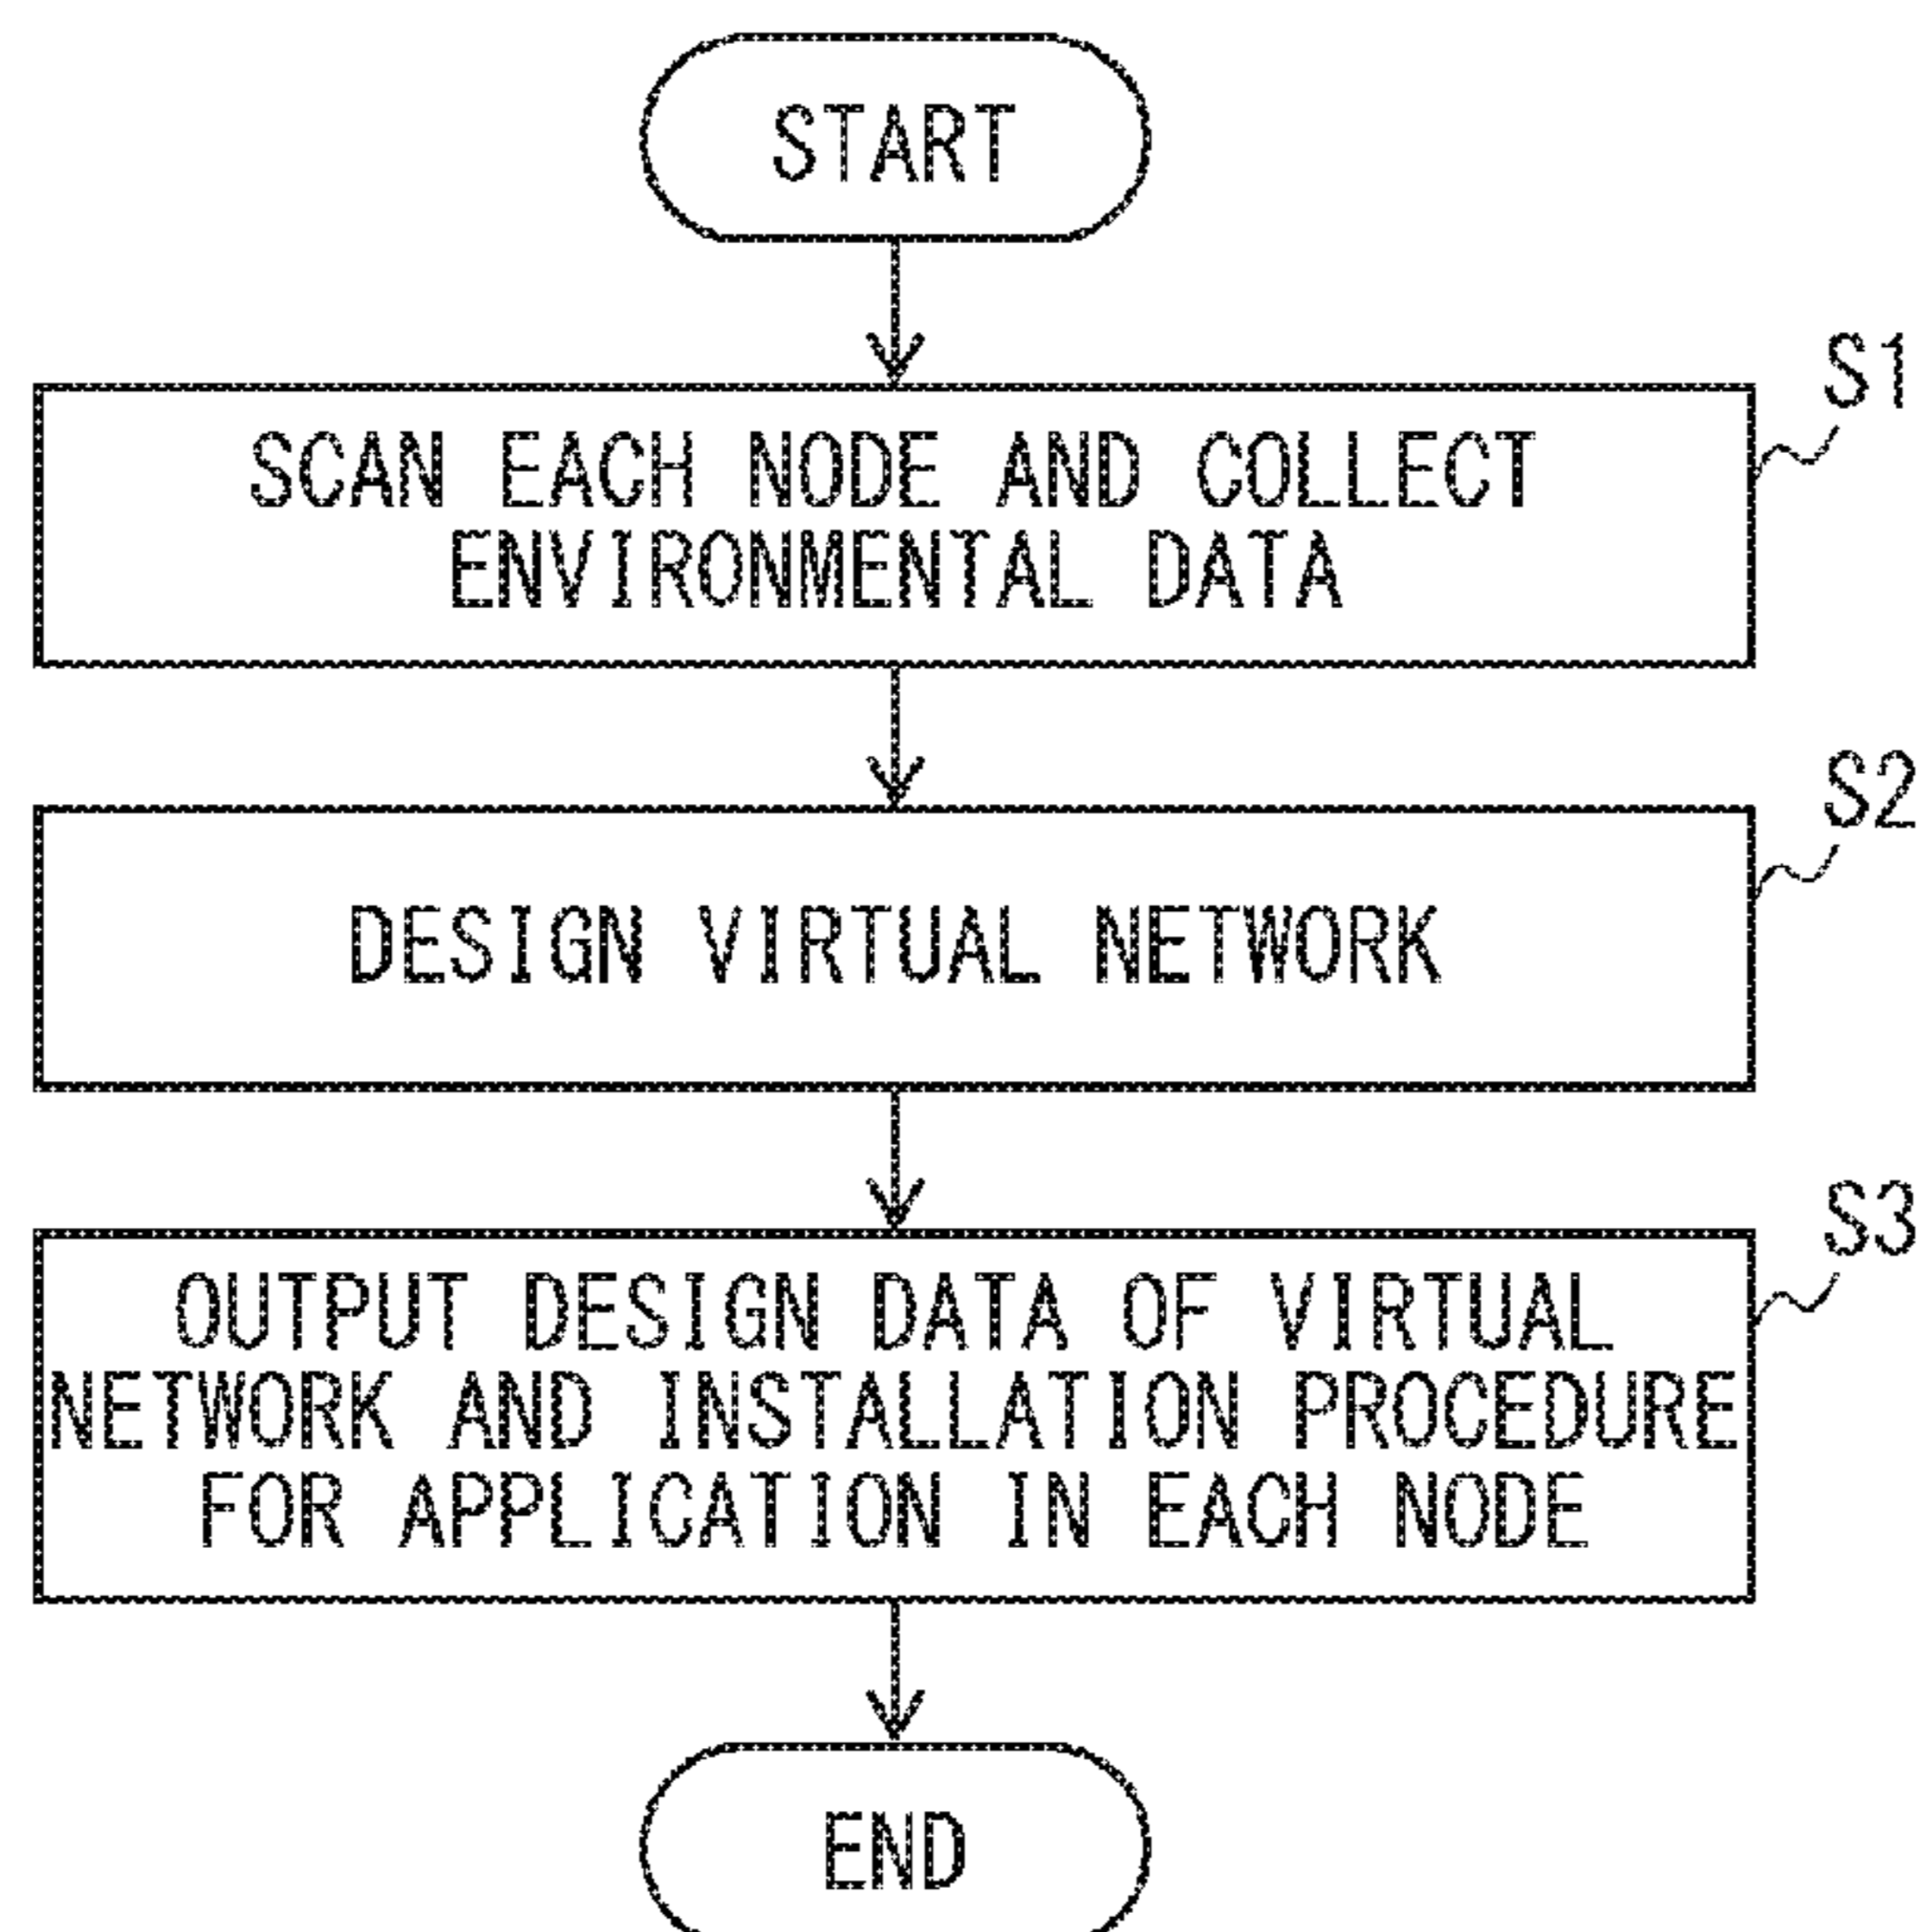 START
S1
SCAN EACH NODE AND COLLECT
ENVIRONMENTAL DATA
S2
DESIGN VIRTUAL NETWORK
S3
OUTPUT DESIGN DATA OF VIRTUAL
NETWORK AND INSTALLATION PROCEDURE
FOR APPLICATION IN EACH NODE
END